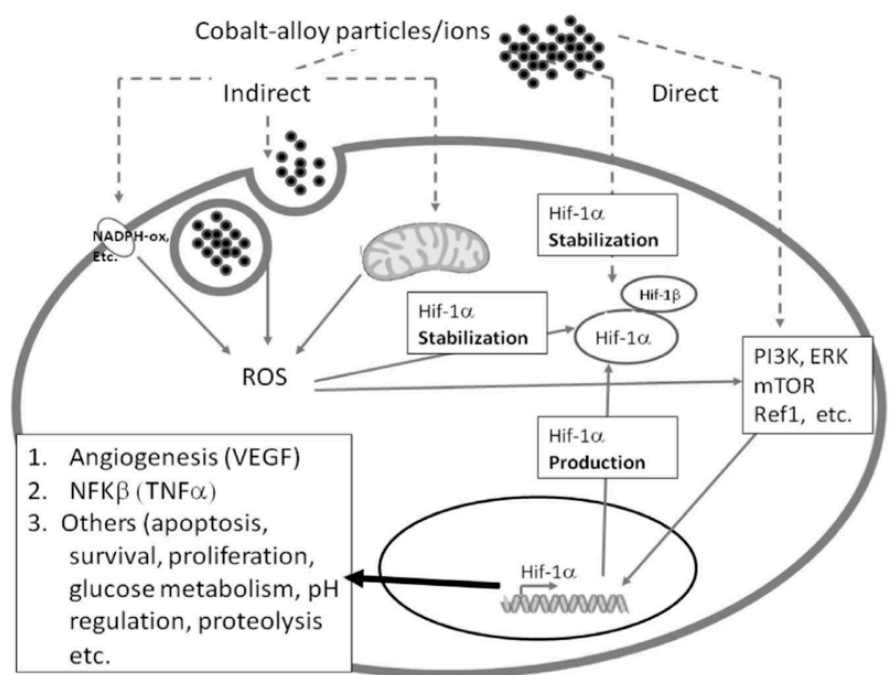 Cobalt-alloy particles/ions
Indirect
Direct
NADPH-ox,
Etc.
Hif-1α
Stabilization
Hif-1β
Hif-1α
Hif-1α
Stabilization
ROS
PI3K, ERK
mTOR
Ref1, etc.
Hif-1α
Production
1. Angiogenesis (VEGF)
2. NFKβ (TNFα)
3. Others (apoptosis,
survival, proliferation,
glucose metabolism, pH
regulation, proteolysis
etc.
Hif-1α